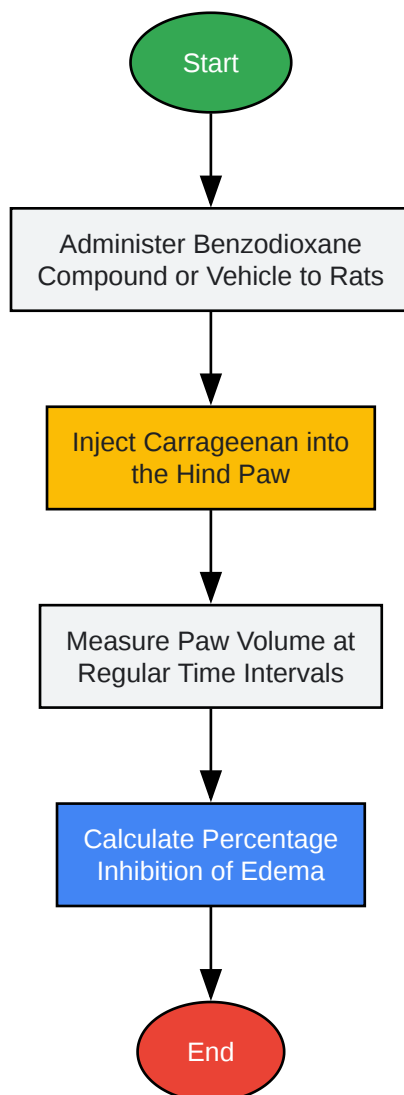 Start
Administer Benzodioxane
Compound or Vehicle to Rats
Inject Carrageenan into
the Hind Paw
Measure Paw Volume at
Regular Time Intervals
Calculate Percentage
Inhibition of Edema
End